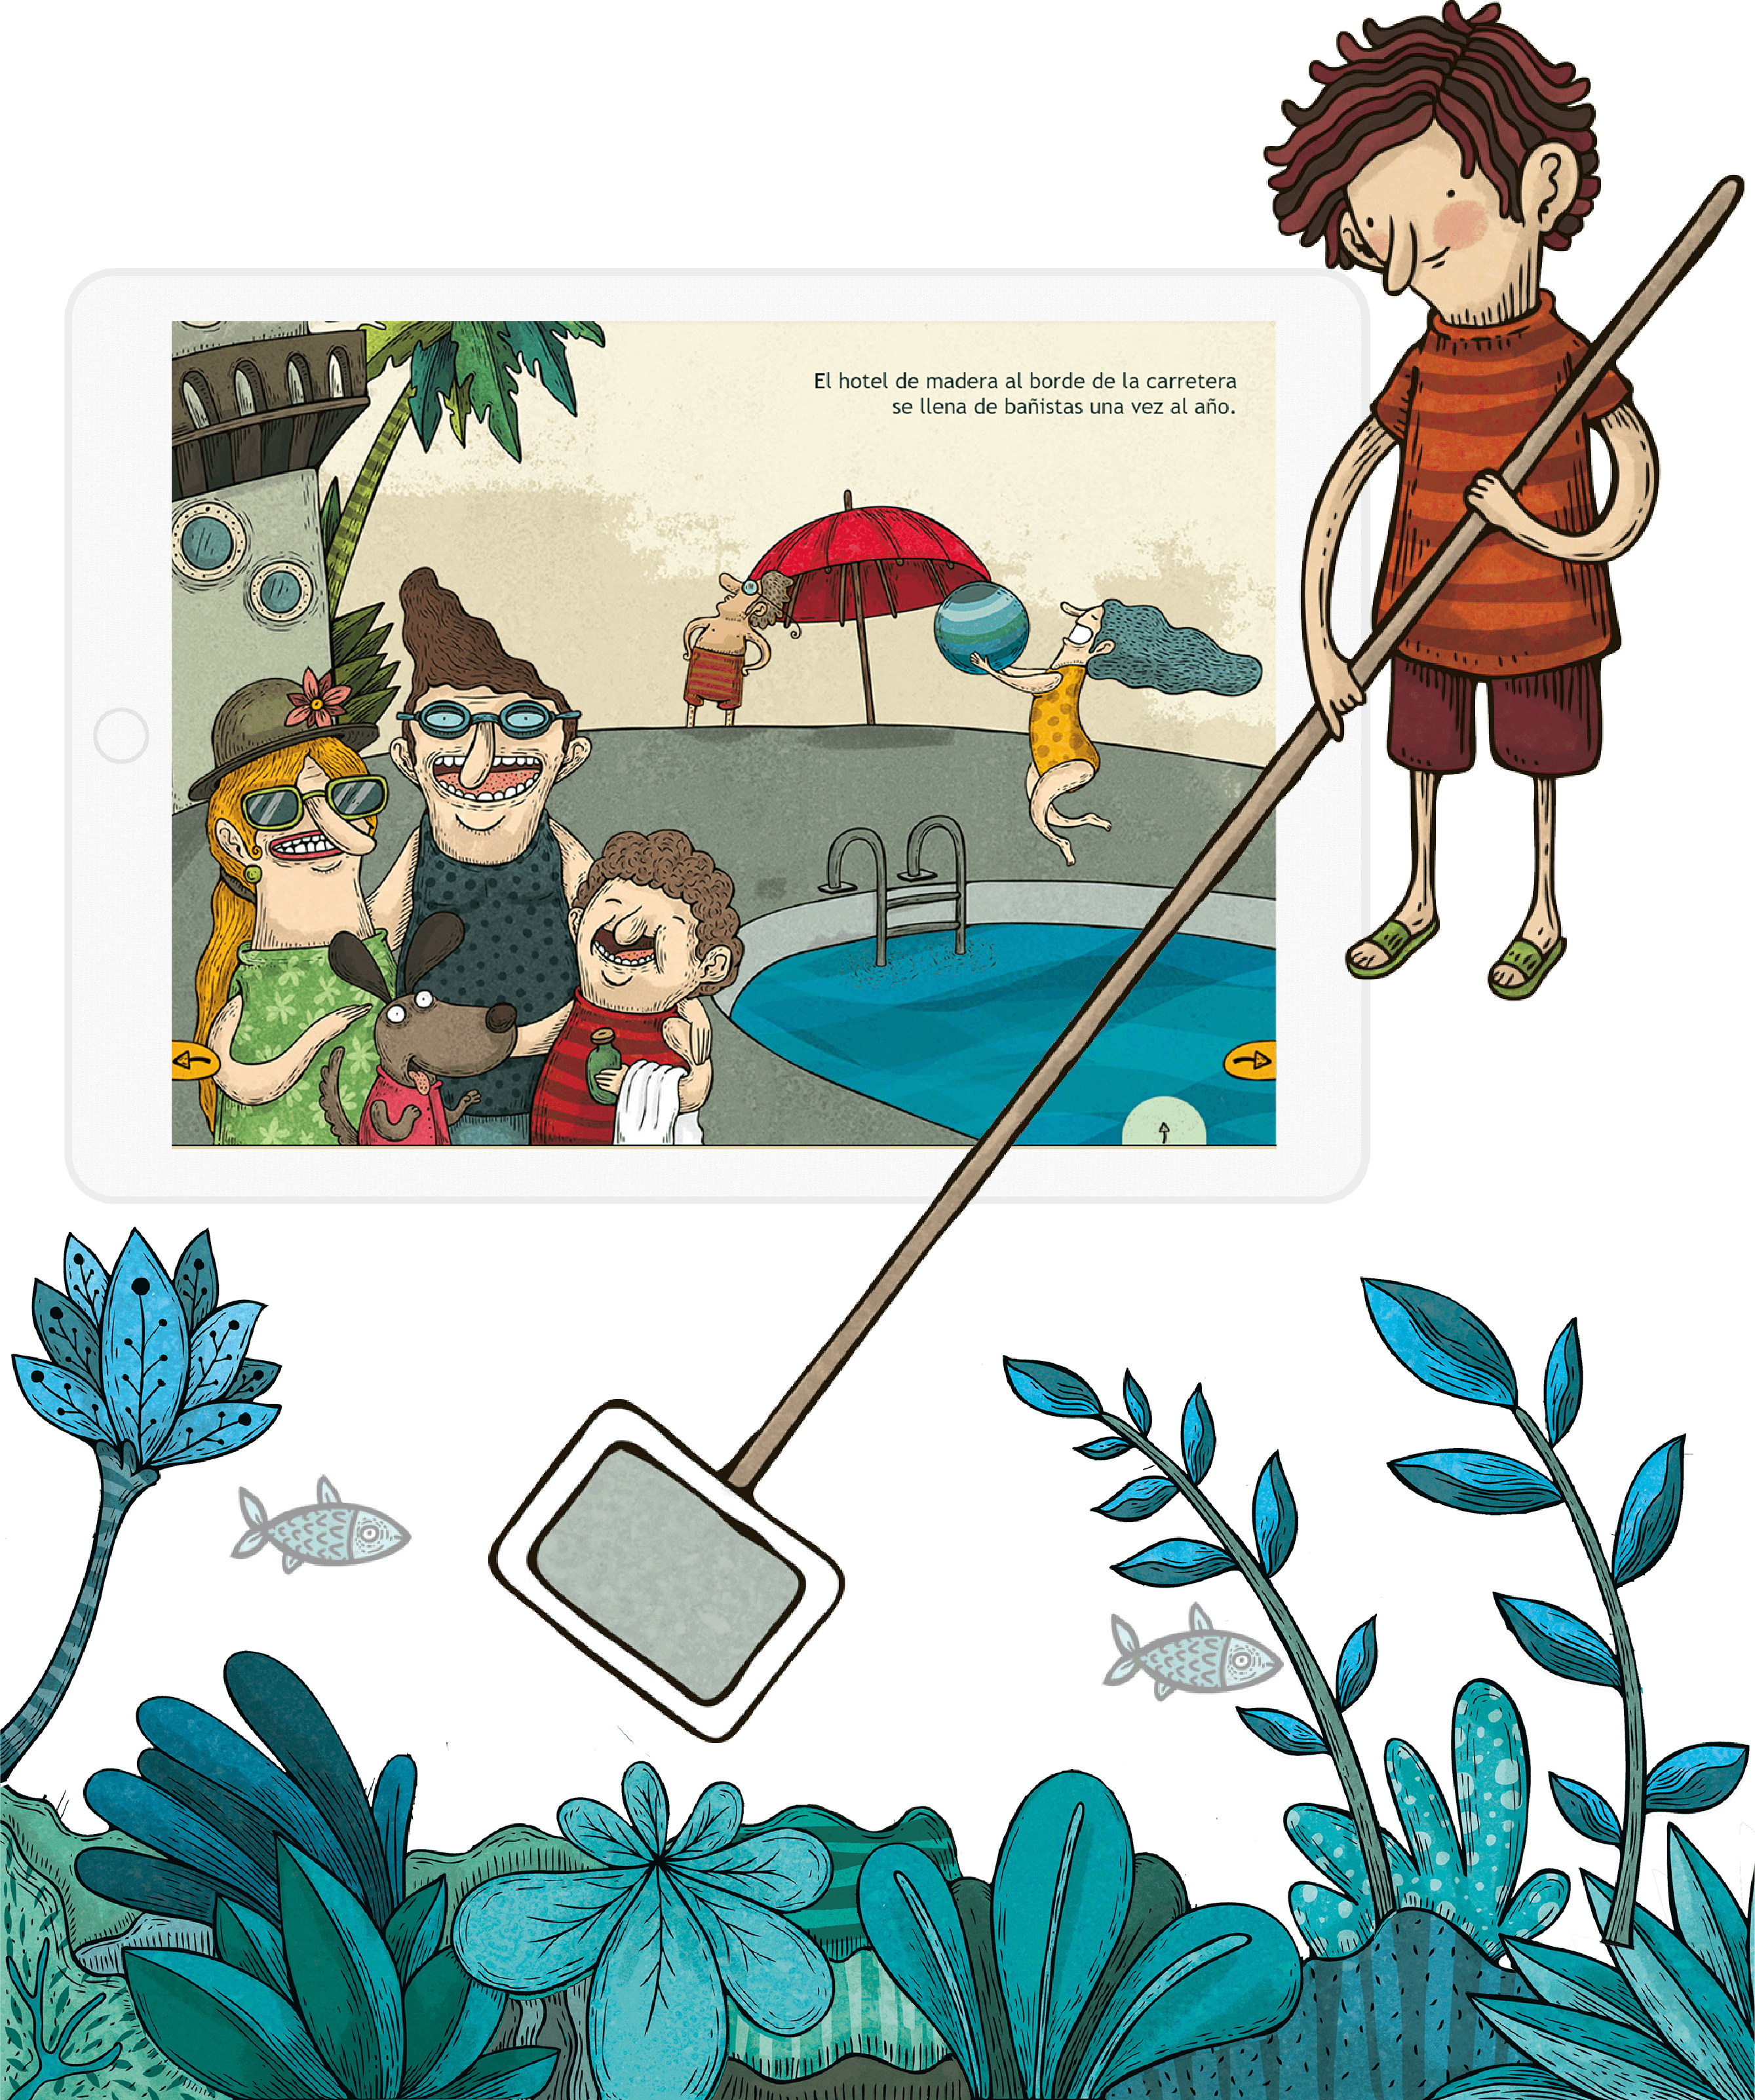 El hotel de madera al borde de la carretera
se llena de bañistas una vez al año.